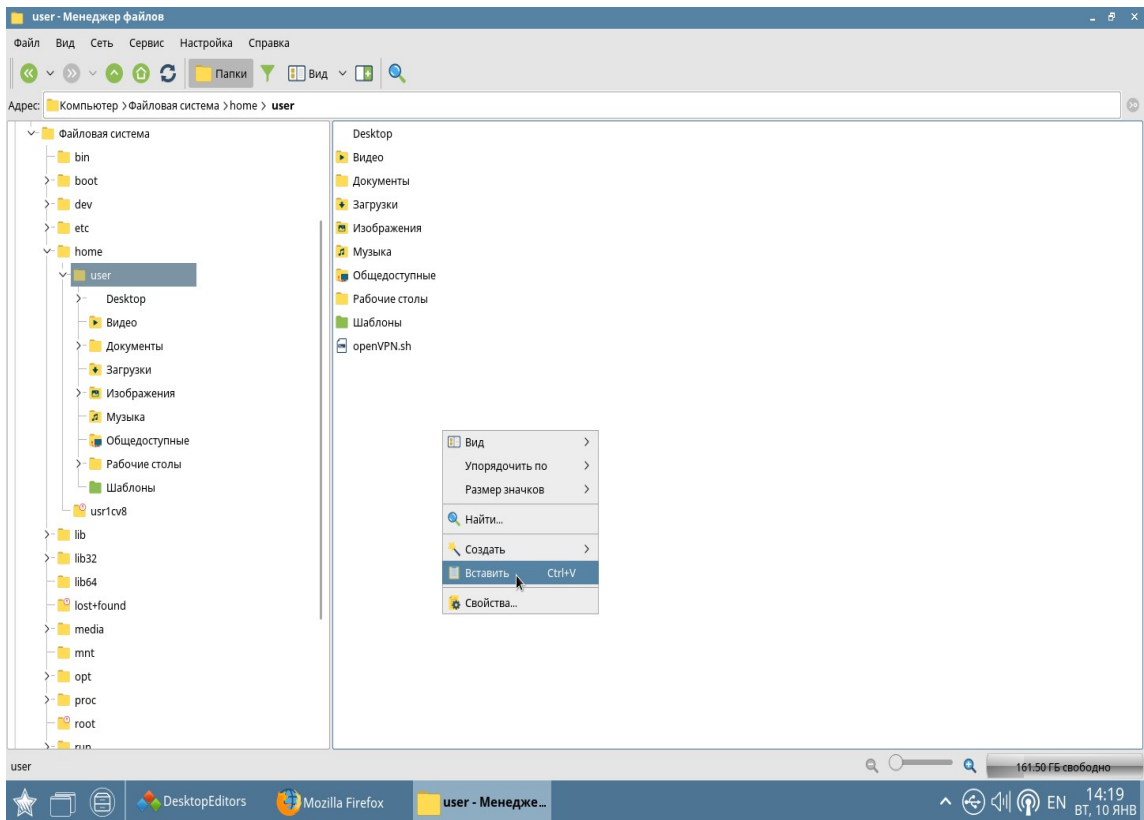 user - Менеджер файлов
Файл Вид Сеть Сервис Настройка Справка
Папки Вид
Адрес: Компьютер > Файловая система > home > user
Файловая система
bin
boot
dev
etc
home
user
Desktop
Видео
Документы
Загрузки
Изображения
Музыка
Общедоступные
Рабочие столы
Шаблоны
usr1cv8
lib
lib32
lib64
lost+found
media
mnt
opt
proc
root
run
Desktop
Видео
Документы
Загрузки
Изображения
Музыка
Общедоступные
Рабочие столы
Шаблоны
openVPN.sh
Вид
Упорядочить по
Размер значков
Найти...
Создать
Вставить Ctrl+V
Свойства...
user
161.50 ГБ свободно
DesktopEditors Mozilla Firefox user - Менедже...
EN 14:19
ВТ, 10 ЯНВ